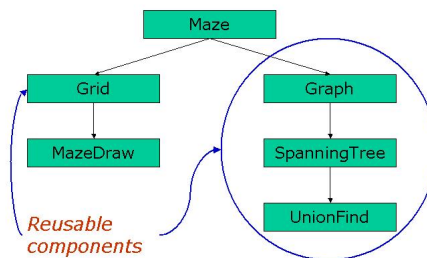 Maze
Grid
Graph
MazeDraw
SpanningTree
UnionFind
Reusable
components